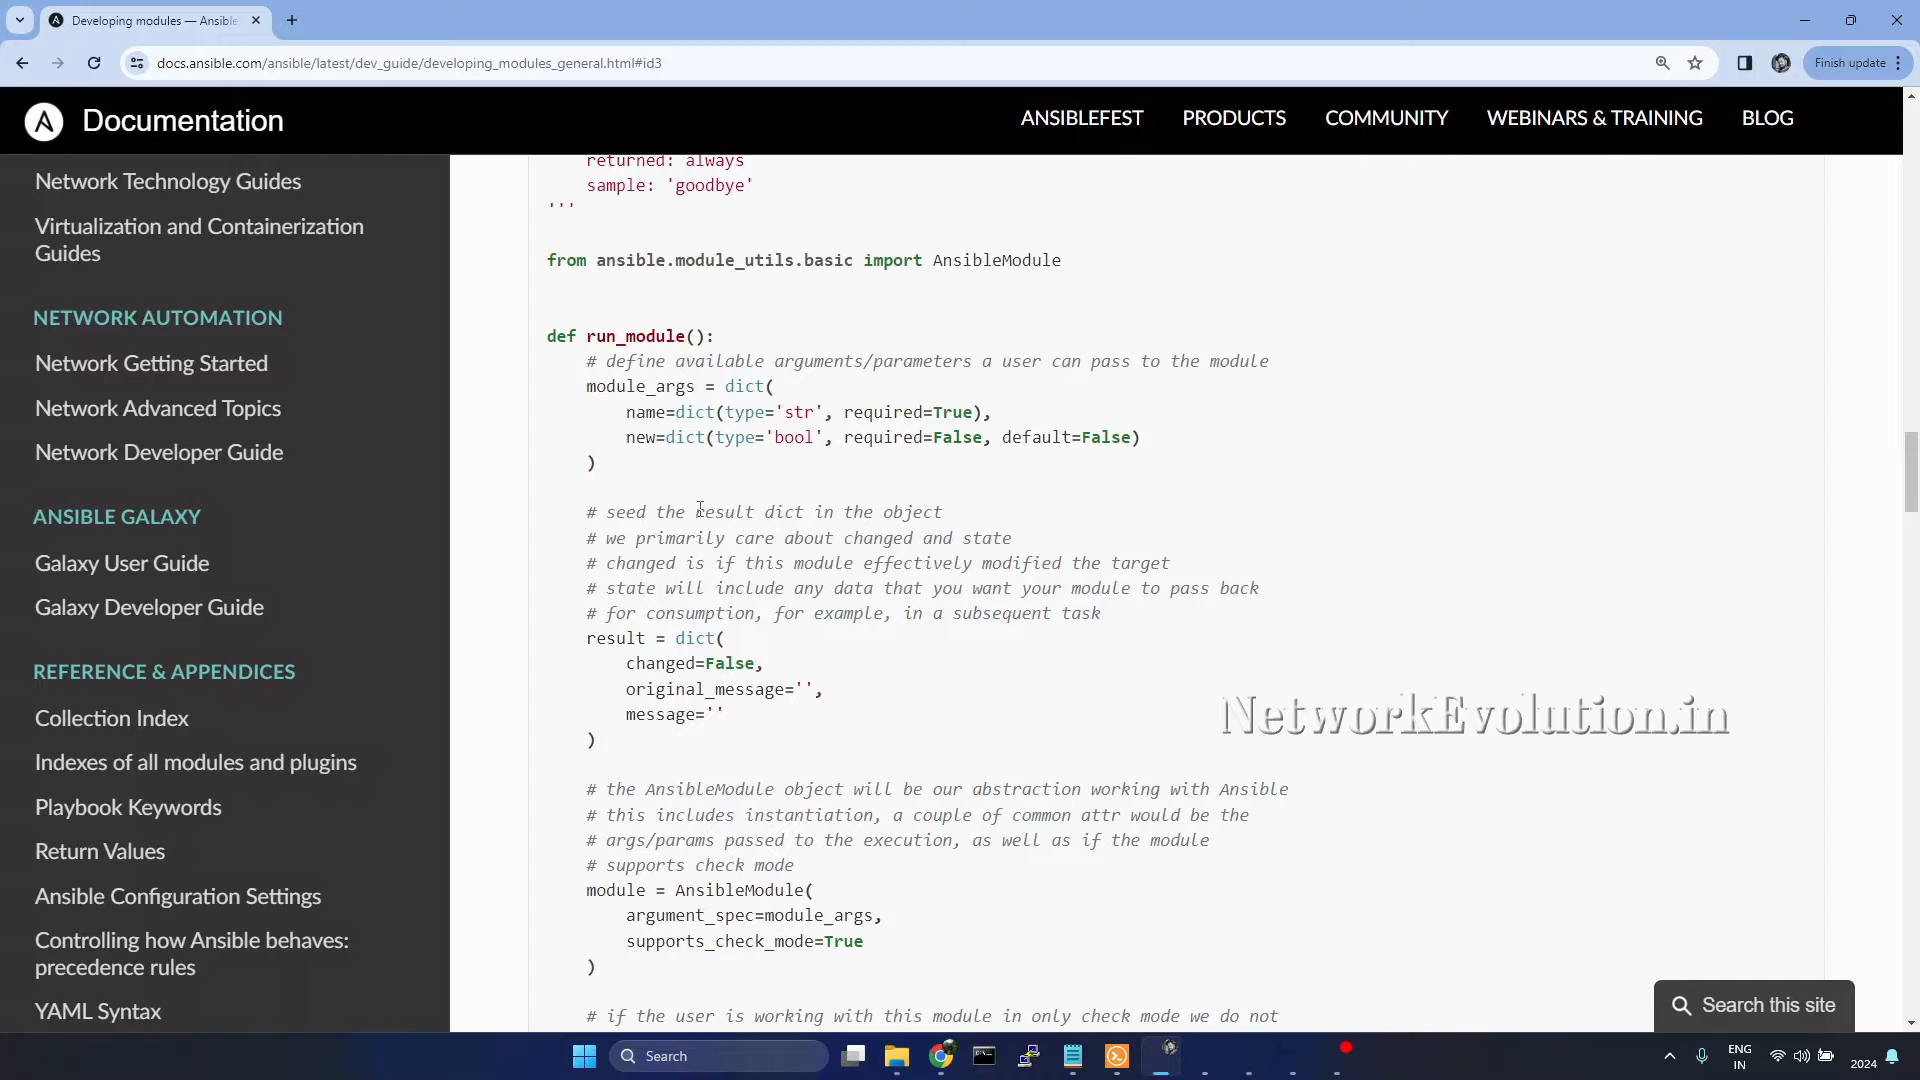 Developing modules — Ansible
docs.ansible.com/ansible/latest/dev_guide/developing_modules_general.html#id3
Finish update
Documentation
ANSIBLEFEST PRODUCTS COMMUNITY WEBINARS & TRAINING BLOG
Network Technology Guides
Virtualization and Containerization
Guides
NETWORK AUTOMATION
Network Getting Started
Network Advanced Topics
Network Developer Guide
ANSIBLE GALAXY
Galaxy User Guide
Galaxy Developer Guide
REFERENCE & APPENDICES
Collection Index
Indexes of all modules and plugins
Playbook Keywords
Return Values
Ansible Configuration Settings
Controlling how Ansible behaves:
precedence rules
YAML Syntax
returned: always
sample: 'goodbye'
'''
from ansible.module_utils.basic import AnsibleModule
def run_module():
# define available arguments/parameters a user can pass to the module
module_args = dict(
name=dict(type='str', required=True),
new=dict(type='bool', required=False, default=False)
)
# seed the result dict in the object
# we primarily care about changed and state
# changed is if this module effectively modified the target
# state will include any data that you want your module to pass back
# for consumption, for example, in a subsequent task
result = dict(
changed=False,
original_message='',
message=''
)
# the AnsibleModule object will be our abstraction working with Ansible
# this includes instantiation, a couple of common attr would be the
# args/params passed to the execution, as well as if the module
# supports check mode
module = AnsibleModule(
argument_spec=module_args,
supports_check_mode=True
)
# if the user is working with this module in only check mode we do not
NetworkEvolution.in
Search this site
Search
ENG
IN
2024